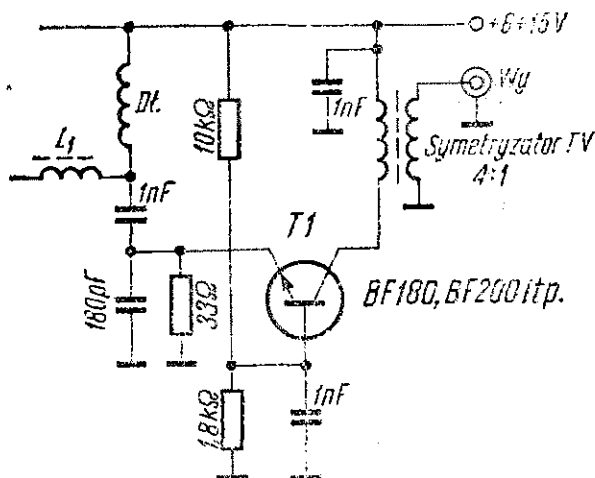 +6÷15V
Dł.
L1
1nF
10kΩ
1nF
Wy
Symetryzator TV
4:1
T1
BF180, BF200 itp.
180pF
33Ω
1,8kΩ
1nF